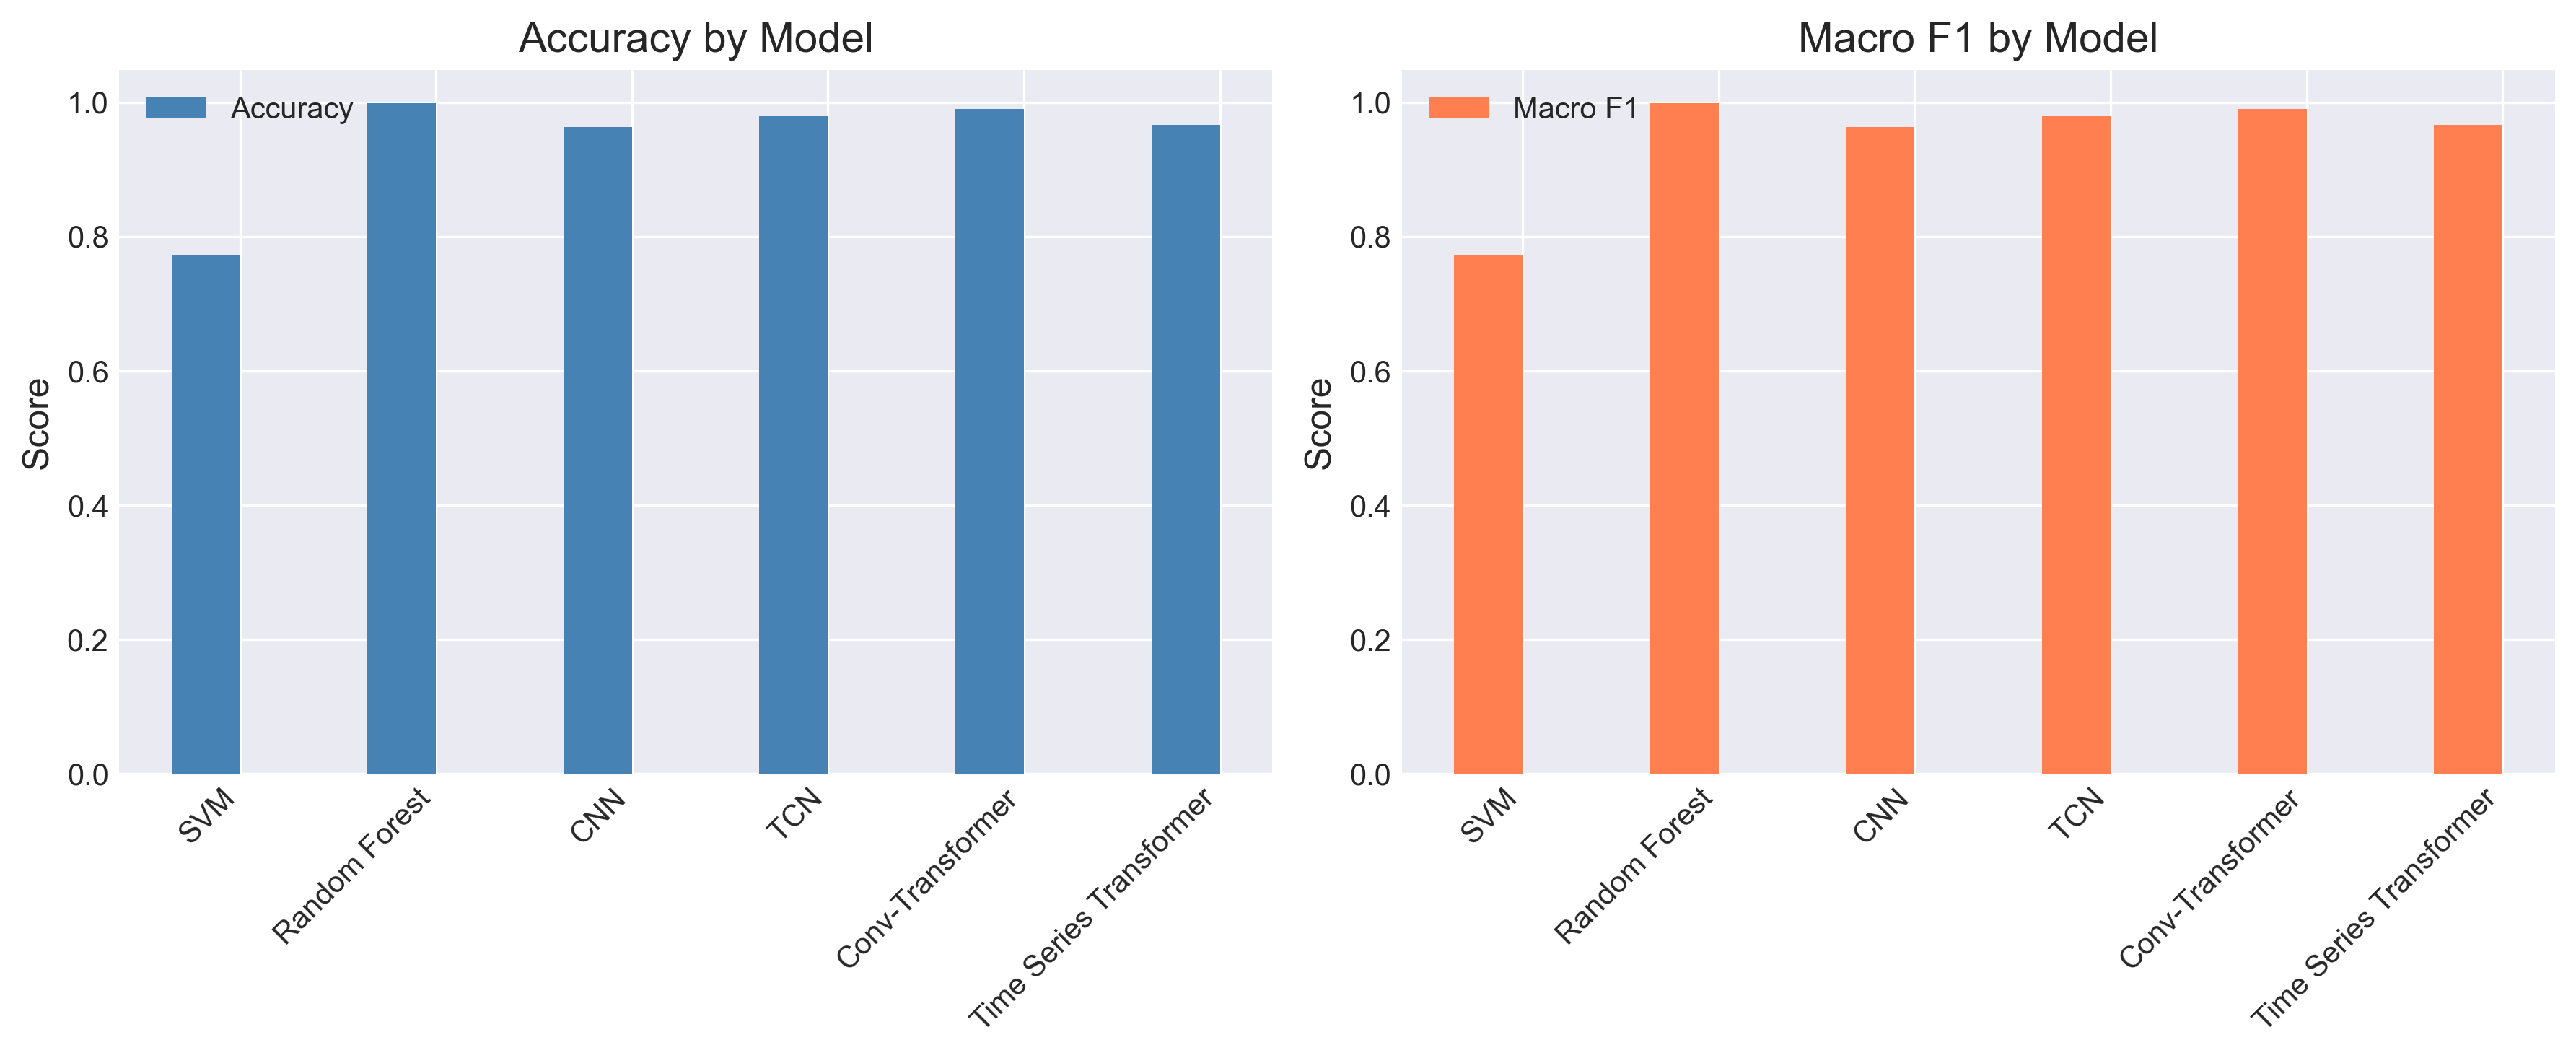 Accuracy by Model
Accuracy
1.0
0.8
0.6
0.4
0.2
0.0
Score
SVM
Random Forest
CNN
TCN
Conv-Transformer
Time Series Transformer
Macro F1 by Model
Macro F1
1.0
0.8
0.6
0.4
0.2
0.0
Score
SVM
Random Forest
CNN
TCN
Conv-Transformer
Time Series Transformer